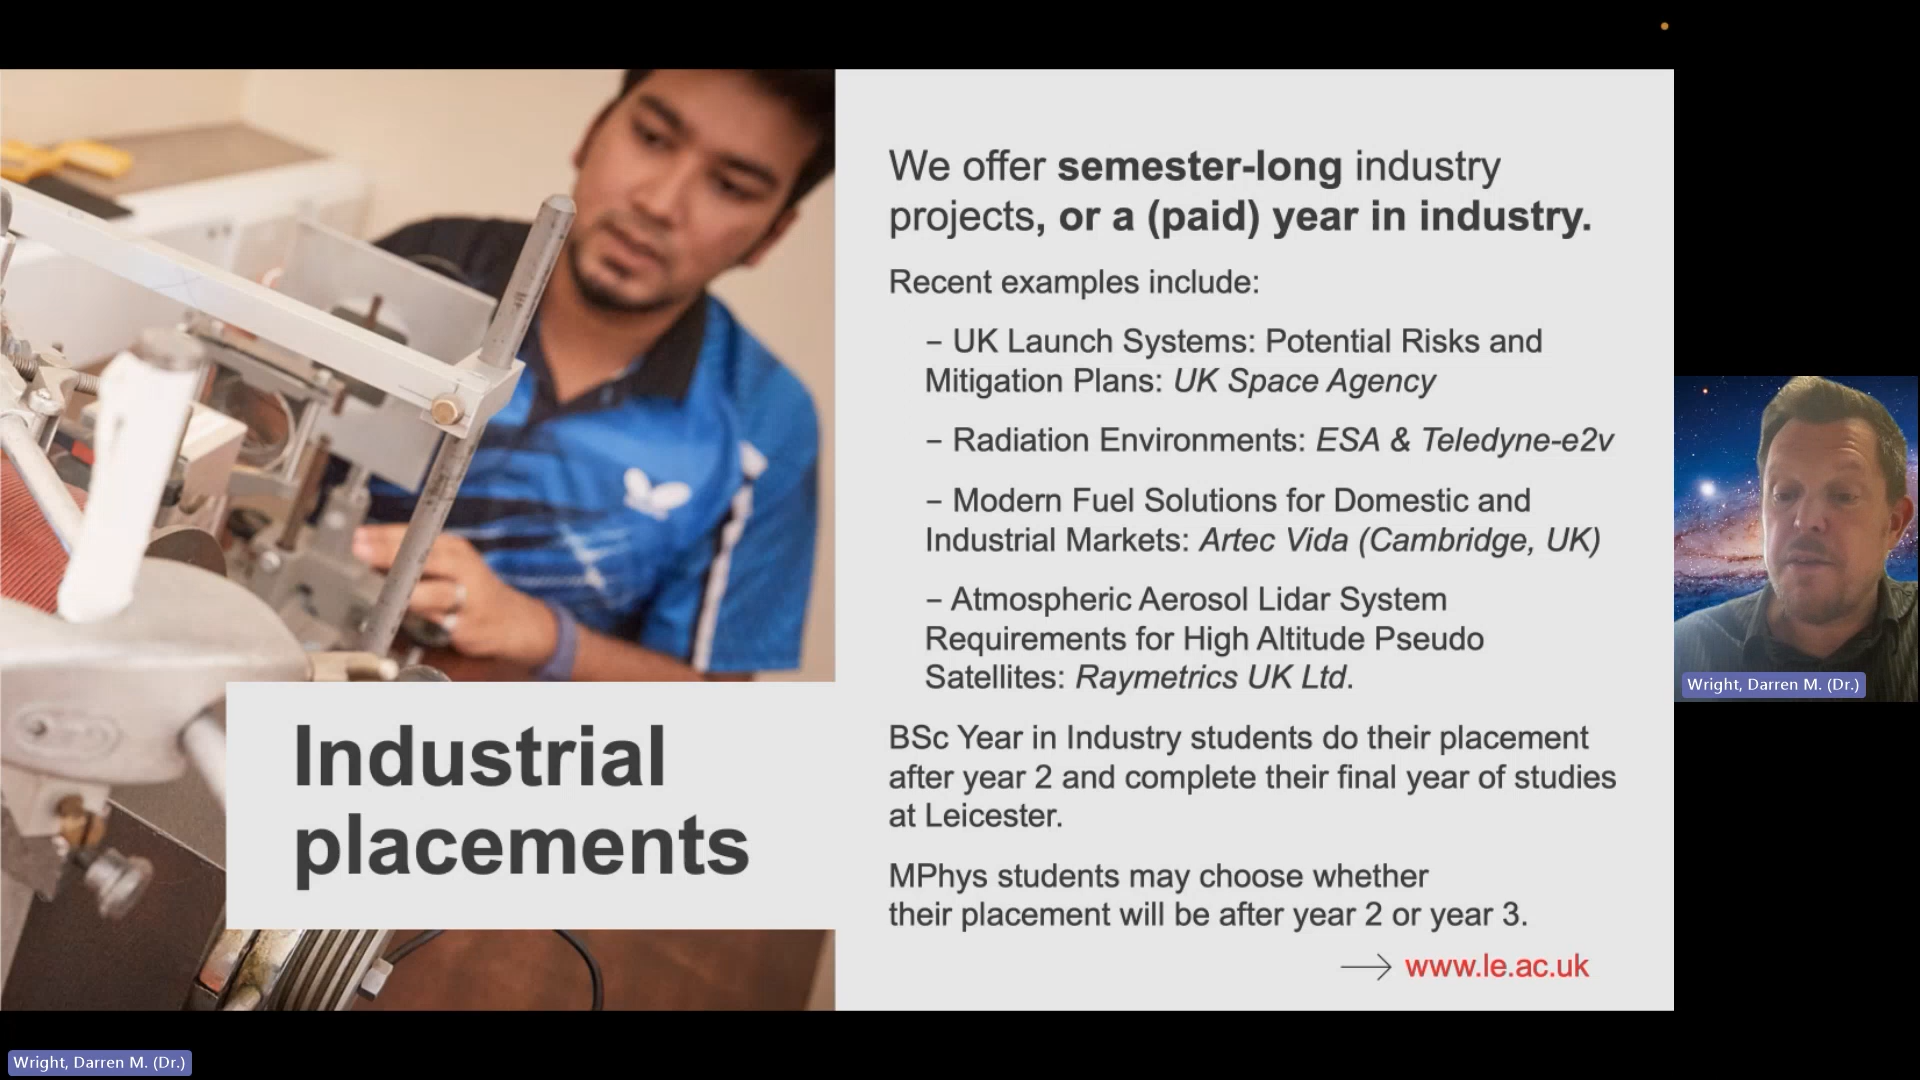 We offer semester-long industry
projects, or a (paid) year in industry.
Recent examples include:
– UK Launch Systems: Potential Risks and
Mitigation Plans: UK Space Agency
– Radiation Environments: ESA & Teledyne-e2v
– Modern Fuel Solutions for Domestic and
Industrial Markets: Artec Vida (Cambridge, UK)
– Atmospheric Aerosol Lidar System
Requirements for High Altitude Pseudo
Satellites: Raymetrics UK Ltd.
BSc Year in Industry students do their placement
after year 2 and complete their final year of studies
at Leicester.
MPhys students may choose whether
their placement will be after year 2 or year 3.
www.le.ac.uk
Industrial
placements
Wright, Darren M. (Dr.)
Wright, Darren M. (Dr.)